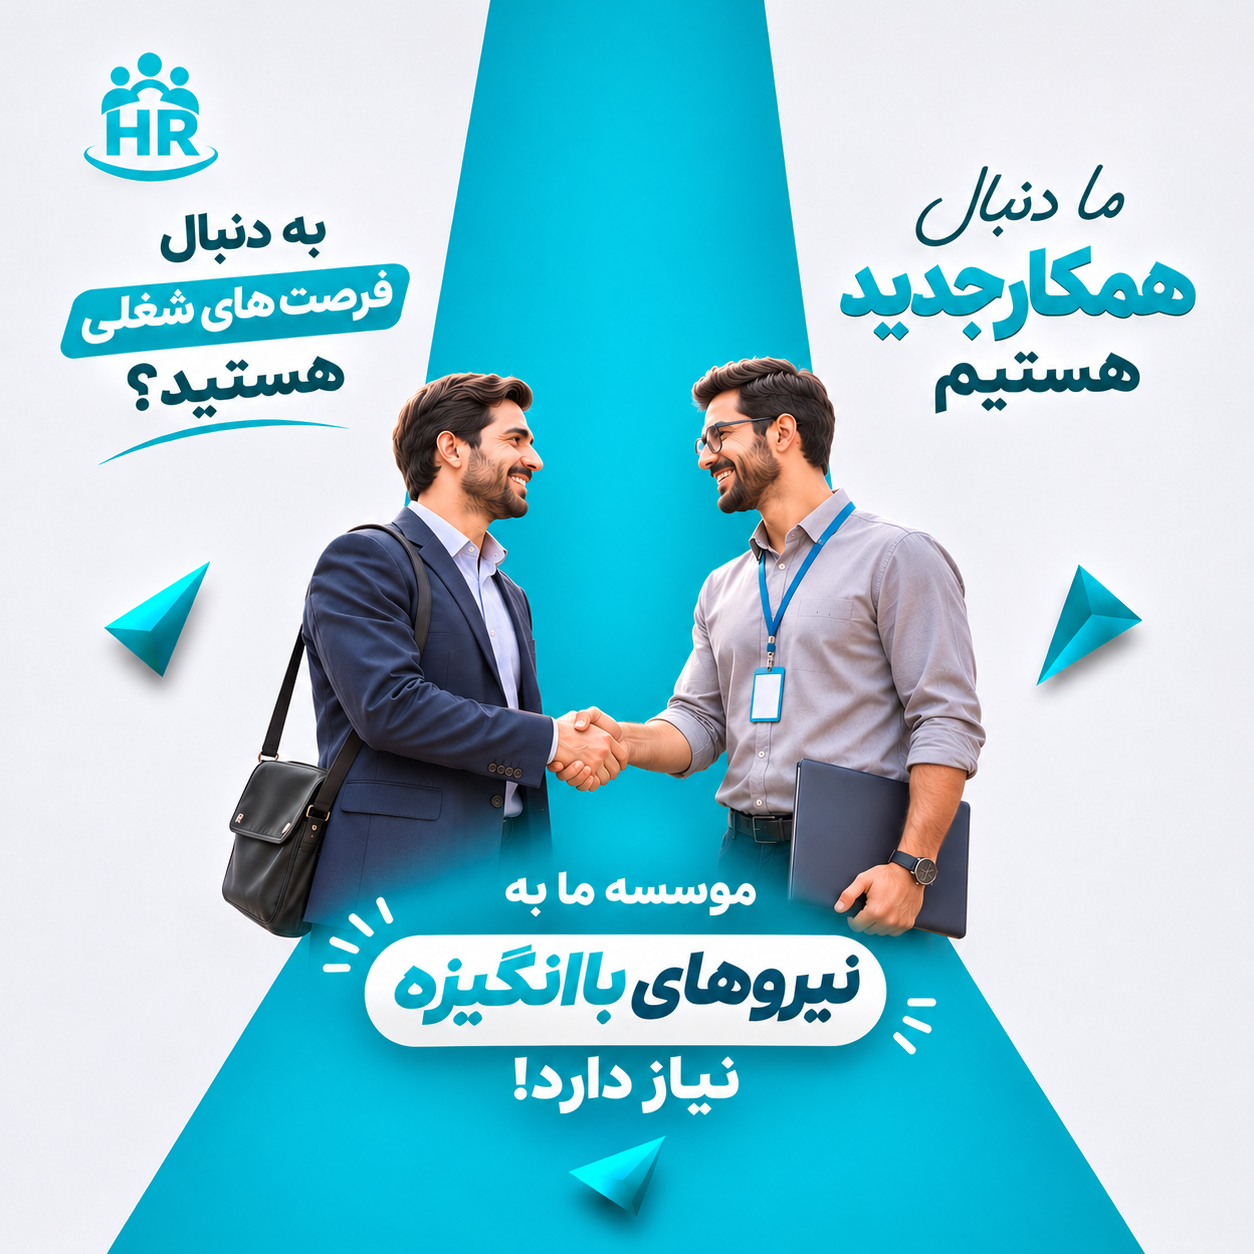 HR
ما دنبال
همکار جدید
هستیم
به دنبال
فرصت های شغلی
هستید؟
موسسه ما به
نیروهای باانگیزه
نیاز دارد!